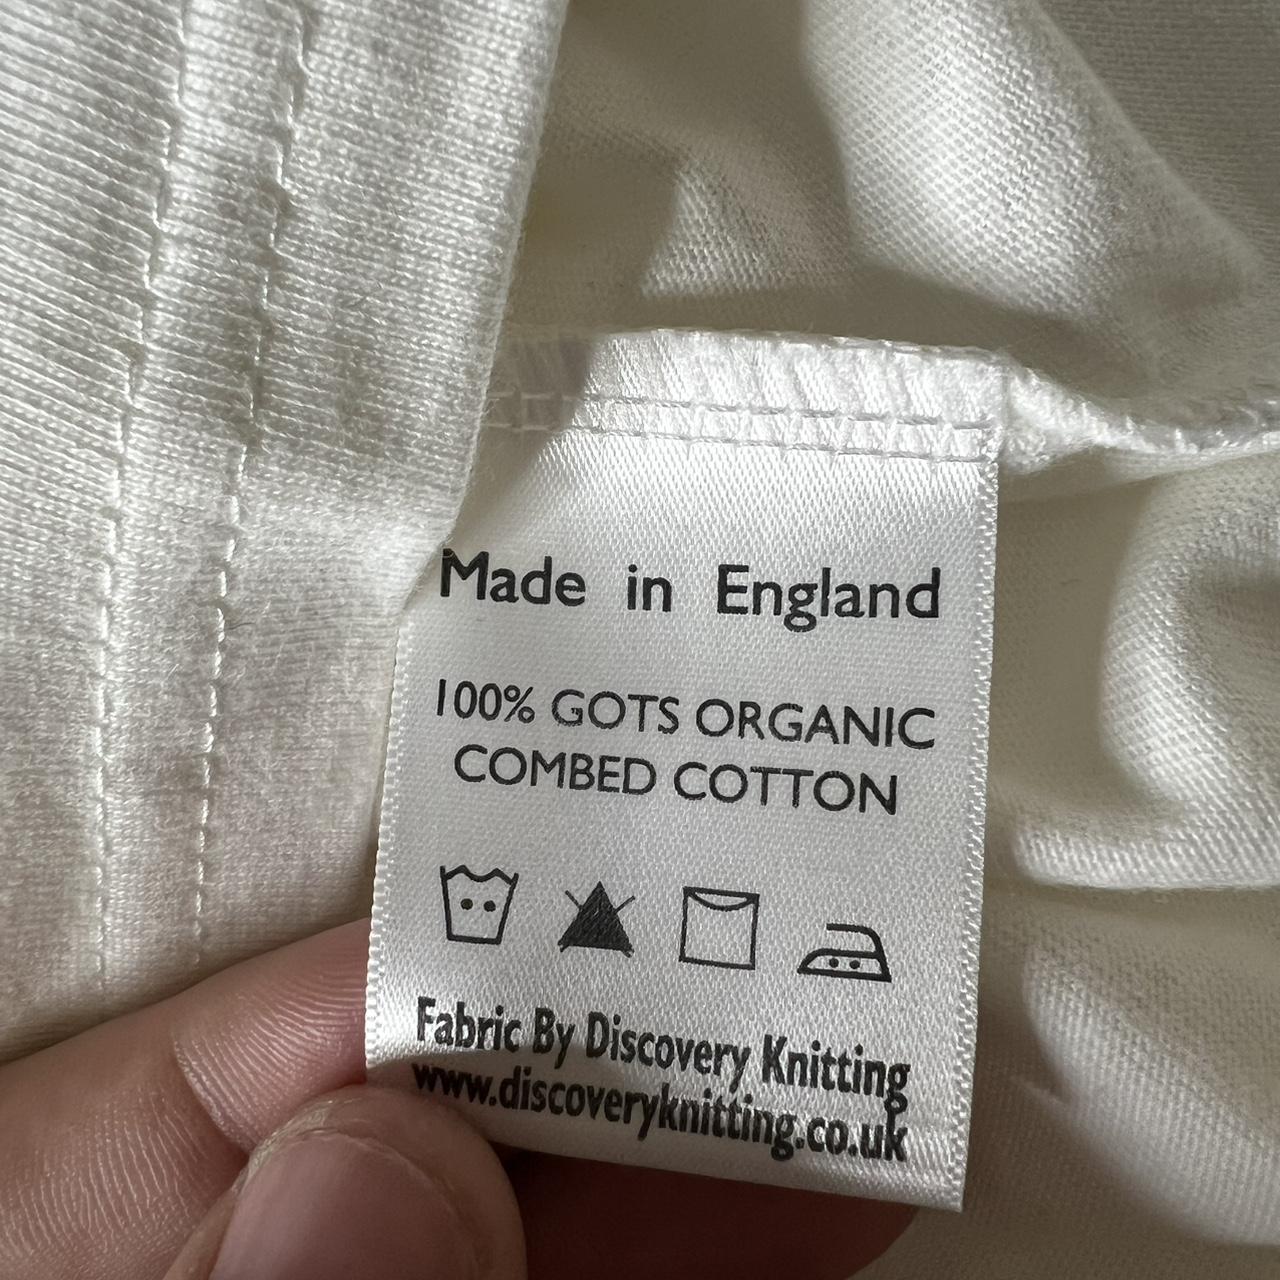 Made in England
100% GOTS ORGANIC
COMBED COTTON
Fabric By Discovery Knitting
www.discoveryknitting.co.uk